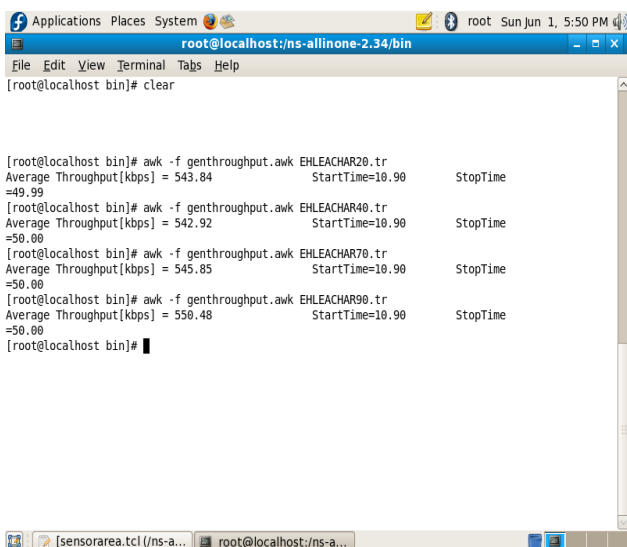 Applications Places System root Sun Jun 1, 5:50 PM
root@localhost:/ns-allinone-2.34/bin
File Edit View Terminal Tabs Help
[root@localhost bin]# clear
[root@localhost bin]# awk -f genthroughput.awk EHLEACHAR20.tr
Average Throughput[kbps] = 543.84 StartTime=10.90 StopTime
=49.99
[root@localhost bin]# awk -f genthroughput.awk EHLEACHAR40.tr
Average Throughput[kbps] = 542.92 StartTime=10.90 StopTime
=50.00
[root@localhost bin]# awk -f genthroughput.awk EHLEACHAR70.tr
Average Throughput[kbps] = 545.85 StartTime=10.90 StopTime
=50.00
[root@localhost bin]# awk -f genthroughput.awk EHLEACHAR90.tr
Average Throughput[kbps] = 550.48 StartTime=10.90 StopTime
=50.00
[root@localhost bin]#
[sensorarea.tcl (/ns-a... root@localhost:/ns-a...